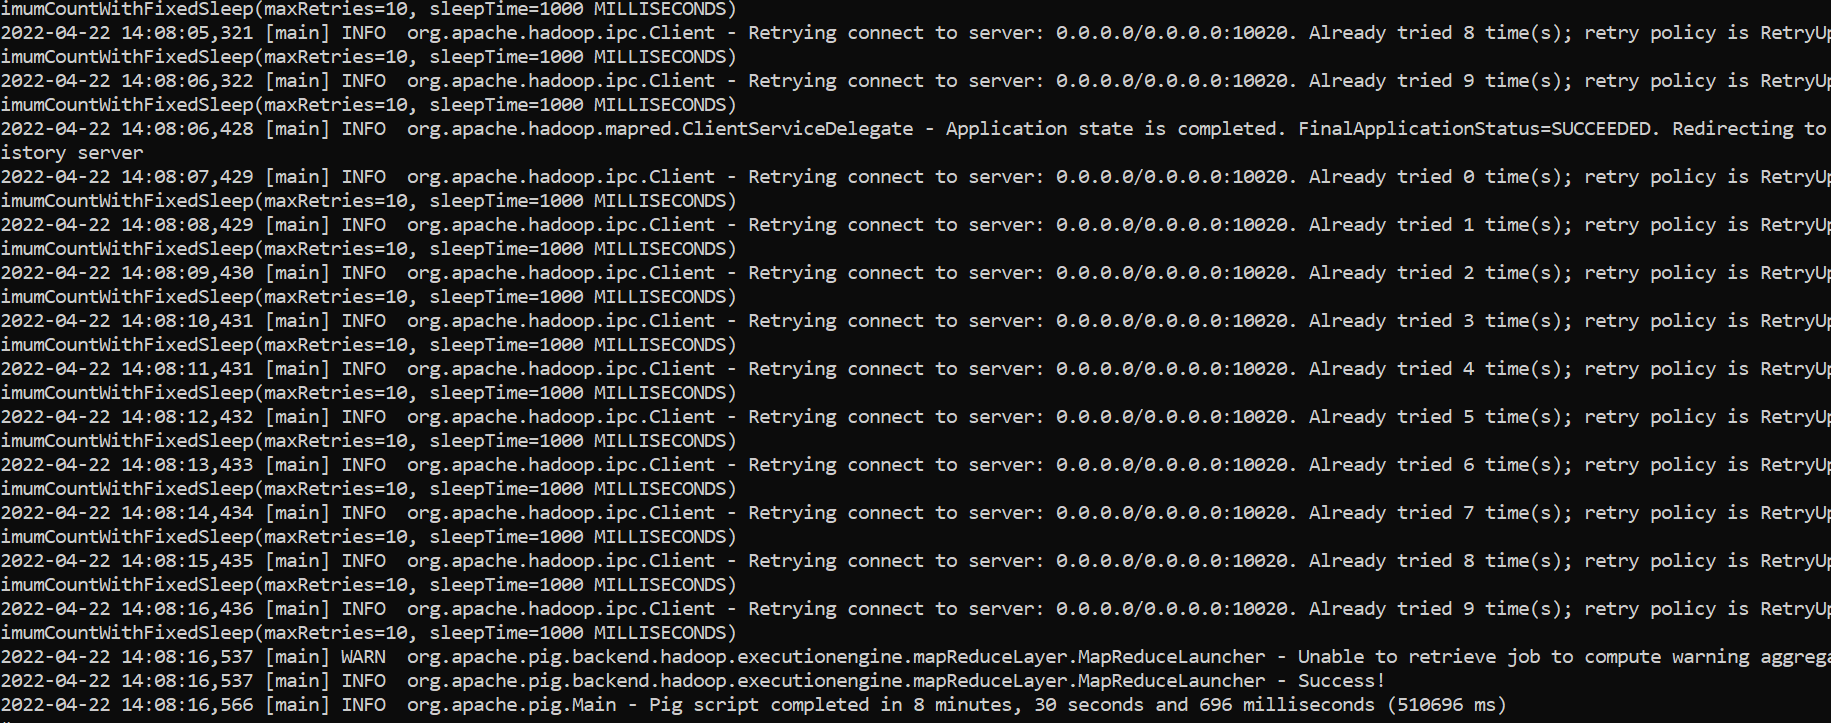 imumCountWithFixedSleep(maxRetries=10, sleepTime=1000 MILLISECONDS)
2022-04-22 14:08:05,321 [main] INFO  org.apache.hadoop.ipc.Client - Retrying connect to server: 0.0.0.0/0.0.0.0:10020. Already tried 8 time(s); retry policy is RetryUp
imumCountWithFixedSleep(maxRetries=10, sleepTime=1000 MILLISECONDS)
2022-04-22 14:08:06,322 [main] INFO  org.apache.hadoop.ipc.Client - Retrying connect to server: 0.0.0.0/0.0.0.0:10020. Already tried 9 time(s); retry policy is RetryUp
imumCountWithFixedSleep(maxRetries=10, sleepTime=1000 MILLISECONDS)
2022-04-22 14:08:06,428 [main] INFO  org.apache.hadoop.mapred.ClientServiceDelegate - Application state is completed. FinalApplicationStatus=SUCCEEDED. Redirecting to
istory server
2022-04-22 14:08:07,429 [main] INFO  org.apache.hadoop.ipc.Client - Retrying connect to server: 0.0.0.0/0.0.0.0:10020. Already tried 0 time(s); retry policy is RetryUp
imumCountWithFixedSleep(maxRetries=10, sleepTime=1000 MILLISECONDS)
2022-04-22 14:08:08,429 [main] INFO  org.apache.hadoop.ipc.Client - Retrying connect to server: 0.0.0.0/0.0.0.0:10020. Already tried 1 time(s); retry policy is RetryUp
imumCountWithFixedSleep(maxRetries=10, sleepTime=1000 MILLISECONDS)
2022-04-22 14:08:09,430 [main] INFO  org.apache.hadoop.ipc.Client - Retrying connect to server: 0.0.0.0/0.0.0.0:10020. Already tried 2 time(s); retry policy is RetryUp
imumCountWithFixedSleep(maxRetries=10, sleepTime=1000 MILLISECONDS)
2022-04-22 14:08:10,431 [main] INFO  org.apache.hadoop.ipc.Client - Retrying connect to server: 0.0.0.0/0.0.0.0:10020. Already tried 3 time(s); retry policy is RetryUp
imumCountWithFixedSleep(maxRetries=10, sleepTime=1000 MILLISECONDS)
2022-04-22 14:08:11,431 [main] INFO  org.apache.hadoop.ipc.Client - Retrying connect to server: 0.0.0.0/0.0.0.0:10020. Already tried 4 time(s); retry policy is RetryUp
imumCountWithFixedSleep(maxRetries=10, sleepTime=1000 MILLISECONDS)
2022-04-22 14:08:12,432 [main] INFO  org.apache.hadoop.ipc.Client - Retrying connect to server: 0.0.0.0/0.0.0.0:10020. Already tried 5 time(s); retry policy is RetryUp
imumCountWithFixedSleep(maxRetries=10, sleepTime=1000 MILLISECONDS)
2022-04-22 14:08:13,433 [main] INFO  org.apache.hadoop.ipc.Client - Retrying connect to server: 0.0.0.0/0.0.0.0:10020. Already tried 6 time(s); retry policy is RetryUp
imumCountWithFixedSleep(maxRetries=10, sleepTime=1000 MILLISECONDS)
2022-04-22 14:08:14,434 [main] INFO  org.apache.hadoop.ipc.Client - Retrying connect to server: 0.0.0.0/0.0.0.0:10020. Already tried 7 time(s); retry policy is RetryUp
imumCountWithFixedSleep(maxRetries=10, sleepTime=1000 MILLISECONDS)
2022-04-22 14:08:15,435 [main] INFO  org.apache.hadoop.ipc.Client - Retrying connect to server: 0.0.0.0/0.0.0.0:10020. Already tried 8 time(s); retry policy is RetryUp
imumCountWithFixedSleep(maxRetries=10, sleepTime=1000 MILLISECONDS)
2022-04-22 14:08:16,436 [main] INFO  org.apache.hadoop.ipc.Client - Retrying connect to server: 0.0.0.0/0.0.0.0:10020. Already tried 9 time(s); retry policy is RetryUp
imumCountWithFixedSleep(maxRetries=10, sleepTime=1000 MILLISECONDS)
2022-04-22 14:08:16,537 [main] WARN  org.apache.pig.backend.hadoop.executionengine.mapReduceLayer.MapReduceLauncher - Unable to retrieve job to compute warning aggrega
2022-04-22 14:08:16,537 [main] INFO  org.apache.pig.backend.hadoop.executionengine.mapReduceLayer.MapReduceLauncher - Success!
2022-04-22 14:08:16,566 [main] INFO  org.apache.pig.Main - Pig script completed in 8 minutes, 30 seconds and 696 milliseconds (510696 ms)